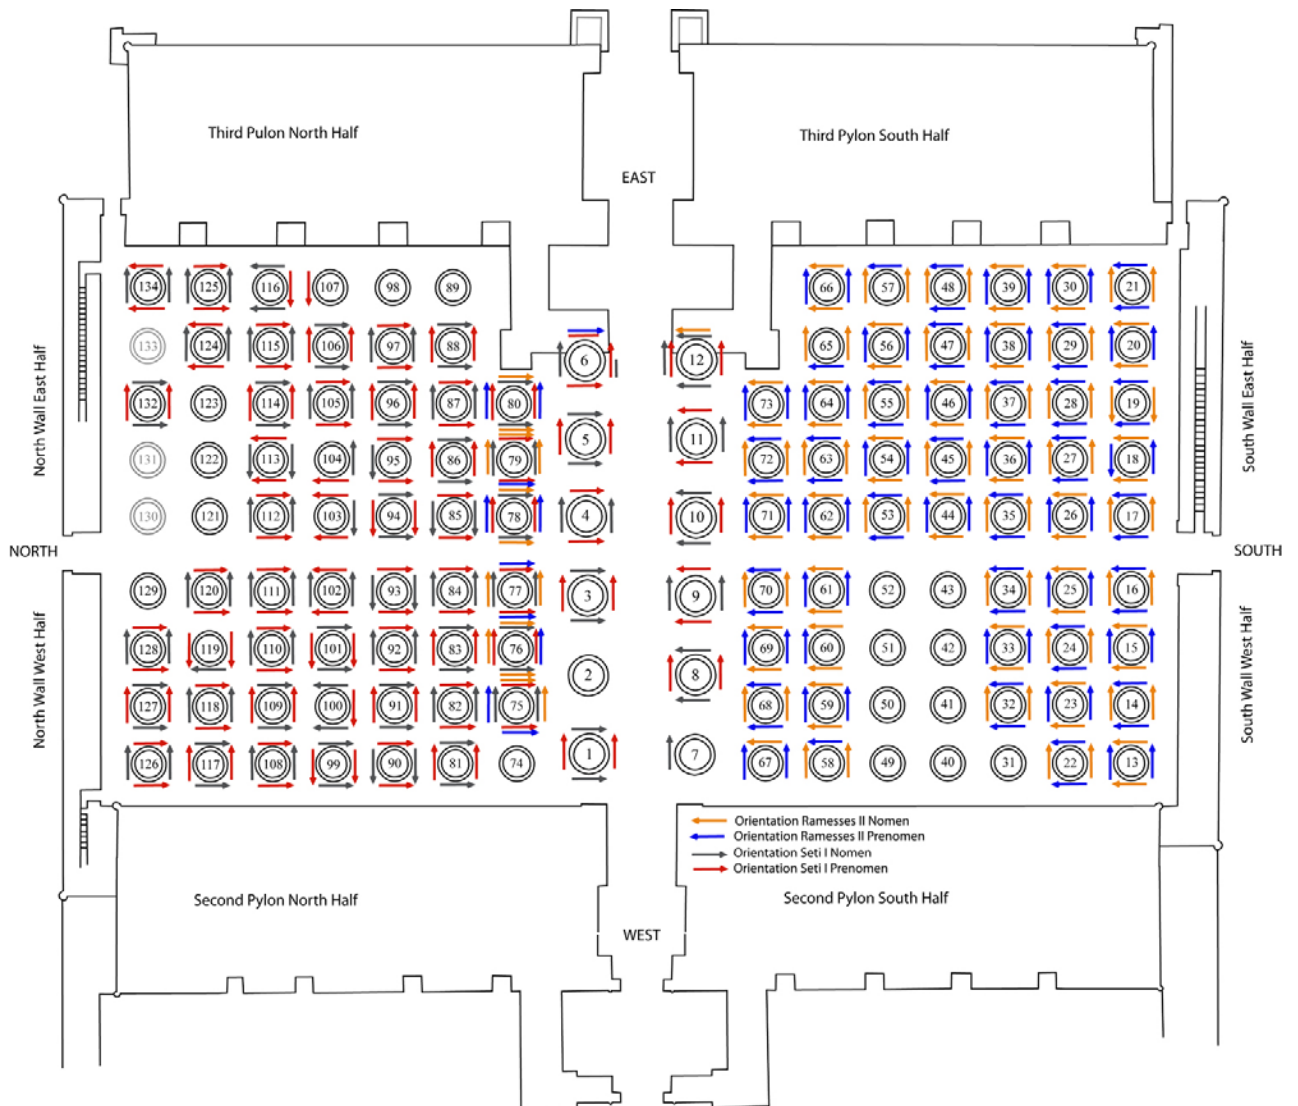 Third Pulon North Half
Third Pylon South Half
EAST
134 125 116 107 98 89 66 57 48 39 30 21
133 124 115 106 97 88 6 12 65 56 47 38 29 20
132 123 114 105 96 87 80 73 64 55 46 37 28 19
5 11
131 122 113 104 95 86 79 72 63 54 45 36 27 18
130 121 112 103 94 85 78 4 10 71 62 53 44 35 26 17
North Wall East Half
South Wall East Half
NORTH
SOUTH
129 120 111 102 93 84 77 3 9 70 61 52 43 34 25 16
128 119 110 101 92 83 76 69 60 51 42 33 24 15
2 8
127 118 109 100 91 82 75 68 59 50 41 32 23 14
126 117 108 99 90 81 74 1 7 67 58 49 40 31 22 13
North Wall West Half
South Wall West Half
Orientation Ramesses II Nomen
Orientation Ramesses II Prenomen
Orientation Seti I Nomen
Orientation Seti I Prenomen
Second Pylon North Half
Second Pylon South Half
WEST